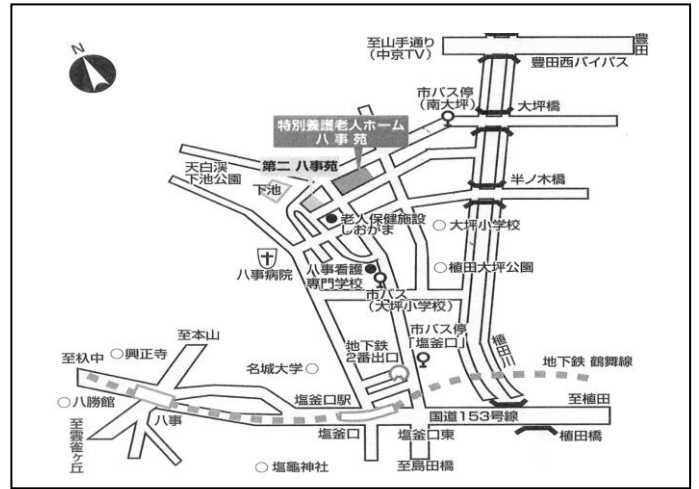 N
至山手通り
(中京TV)
豊田
豊田西バイパス
市バス停
(南大坪)
大坪橋
特別養護老人ホーム
八事苑
第二 八事苑
天白渓
下池公園
下池
半ノ木橋
老人保健施設
しおがま
大坪小学校
八事病院
八事看護
専門学校
植田大坪公園
市バス
(大坪小学校)
至本山
市バス停
「塩釜口」
植田川
地下鉄
2番出口
至杁中
興正寺
名城大学
地下鉄 鶴舞線
八勝館
塩釜口駅
至植田
八事
国道153号線
至雲雀ヶ丘
塩釜口
塩釜口東
植田橋
塩竈神社
至島田橋